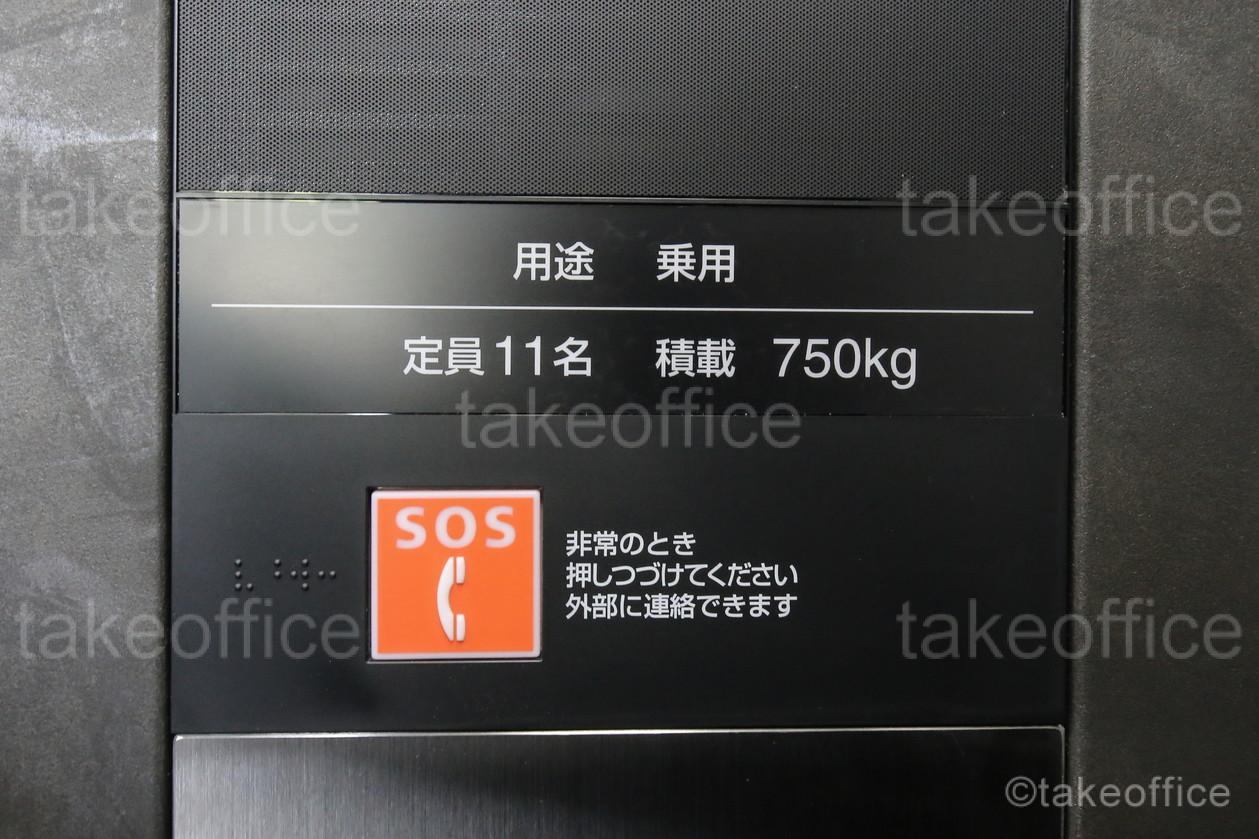 takeoffice takeoffice
用途 乗用
定員11名 積載 750kg
takeoffice
SOS
非常のとき
押しつづけてください
外部に連絡できます
takeoffice takeoffice
©takeoffice